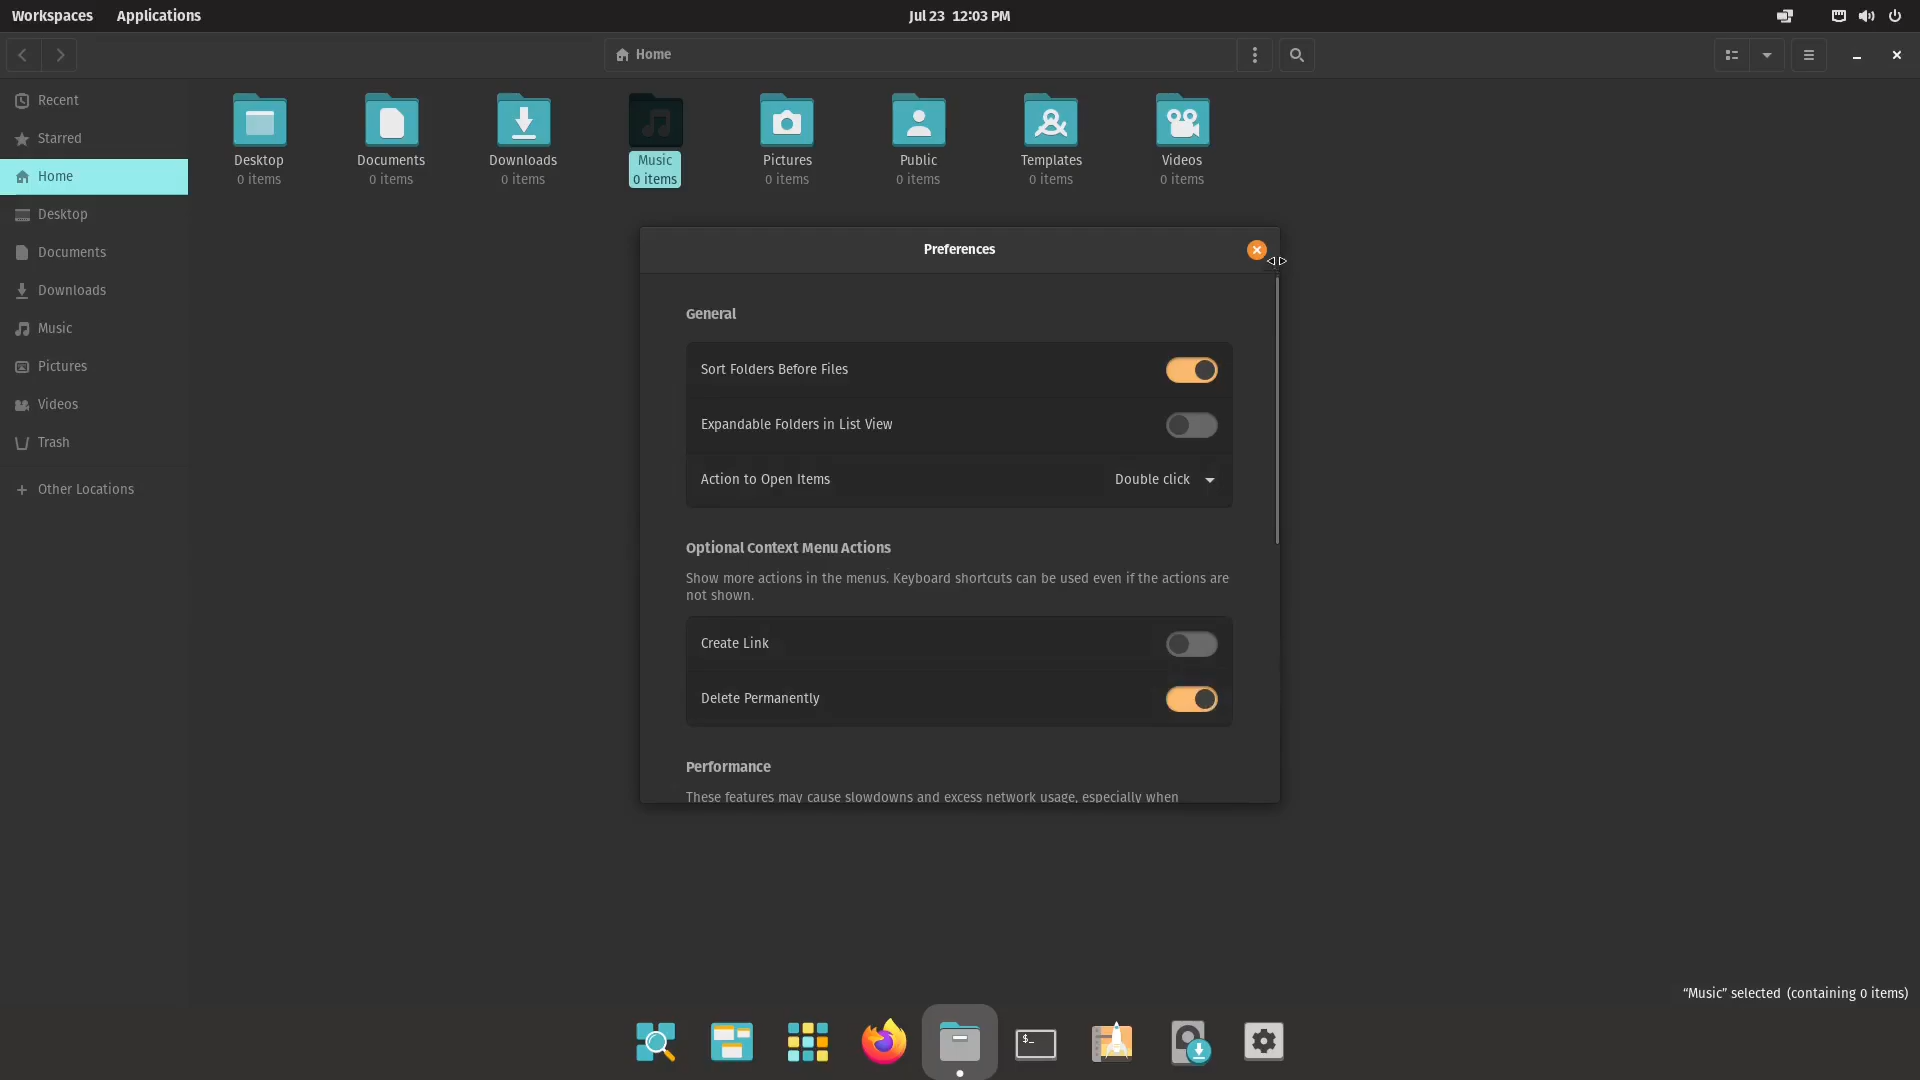 Workspaces Applications Jul 23 12:03 PM
Home
Recent
Starred
Home
Desktop
Documents
Downloads
Music
Pictures
Videos
Trash
Other Locations
Desktop
0 items
Documents
0 items
Downloads
0 items
Music
0 items
Pictures
0 items
Public
0 items
Templates
0 items
Videos
0 items
Preferences
General
Sort Folders Before Files
Expandable Folders in List View
Action to Open Items Double click
Optional Context Menu Actions
Show more actions in the menus. Keyboard shortcuts can be used even if the actions are
not shown.
Create Link
Delete Permanently
Performance
These features may cause slowdowns and excess network usage, especially when
“Music” selected (containing 0 items)
$_